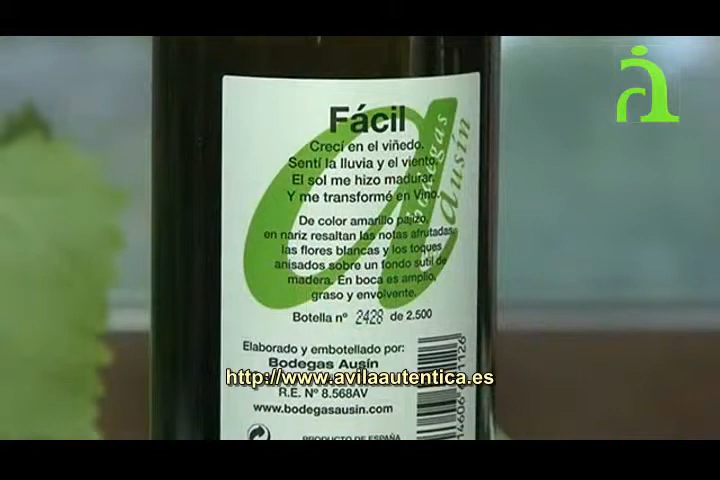 Fácil
Crecí en el viñedo.
Sentí la lluvia y el viento.
El sol me hizo madurar.
Y me transformé en Vino.
bodegas
ausín
De color amarillo pajizo,
en nariz resaltan las notas afrutadas,
las flores blancas y los toques
anisados sobre un fondo sutil de
madera. En boca es amplio,
graso y envolvente.
Botella nº 2428 de 2.500
Elaborado y embotellado por:
Bodegas Ausín
http://www.avilaautentica.es
R.E. Nº 8.568AV
www.bodegasausin.com
PRODUCTO DE ESPAÑA